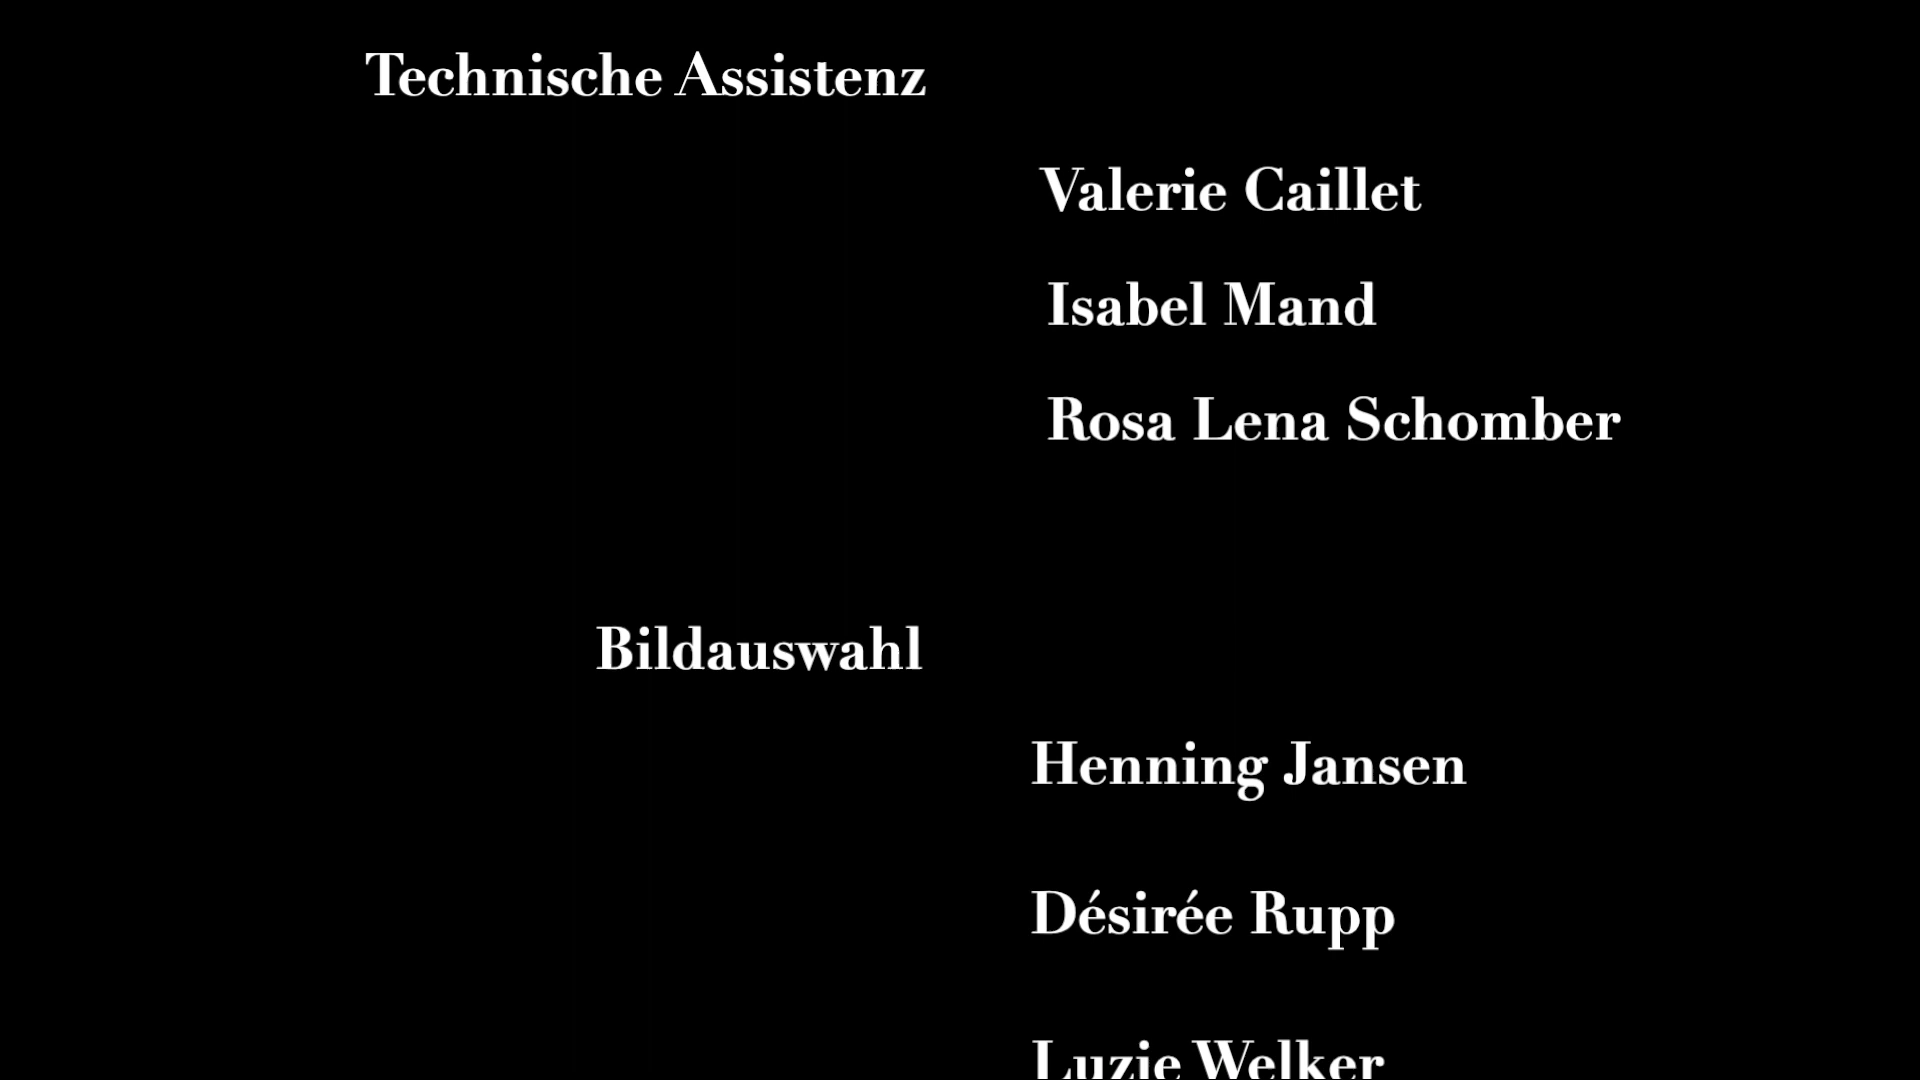 Technische Assistenz
Valerie Caillet
Isabel Mand
Rosa Lena Schomber
Bildauswahl
Henning Jansen
Désirée Rupp
Luzie Welker